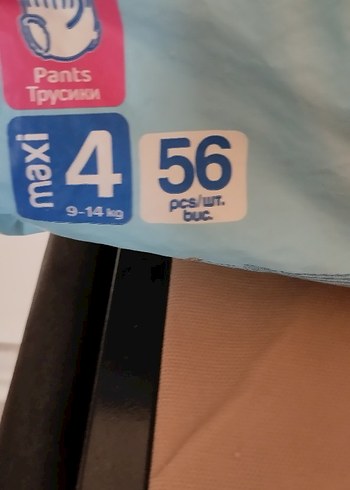 Pants
Трусики
maxi
4
9-14 kg
56
pcs/шт.
buc.